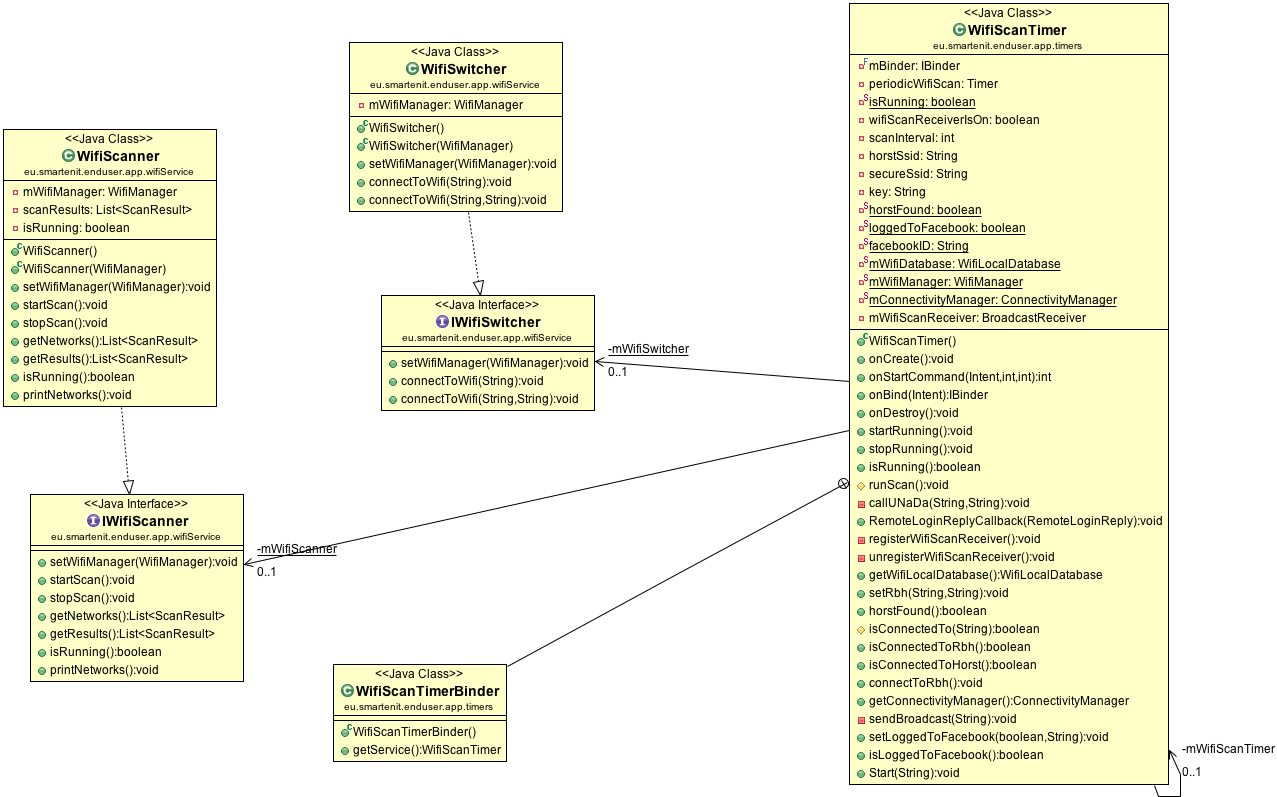 <<Java Class>>
WifiScanner
eu.smartenit.enduser.app.wifiService
mWifiManager: WifiManager
scanResults: List<ScanResult>
isRunning: boolean
WifiScanner()
WifiScanner(WifiManager)
setWifiManager(WifiManager):void
startScan():void
stopScan():void
getNetworks():List<ScanResult>
getResults():List<ScanResult>
isRunning():boolean
printNetworks():void
<<Java Interface>>
IWifiScanner
eu.smartenit.enduser.app.wifiService
setWifiManager(WifiManager):void
startScan():void
stopScan():void
getNetworks():List<ScanResult>
getResults():List<ScanResult>
isRunning():boolean
printNetworks():void
<<Java Class>>
WifiSwitcher
eu.smartenit.enduser.app.wifiService
mWifiManager: WifiManager
WifiSwitcher()
WifiSwitcher(WifiManager)
setWifiManager(WifiManager):void
connectToWifi(String):void
connectToWifi(String,String):void
<<Java Interface>>
IWifiSwitcher
eu.smartenit.enduser.app.wifiService
setWifiManager(WifiManager):void
connectToWifi(String):void
connectToWifi(String,String):void
-mWifiSwitcher
0..1
-mWifiScanner
0..1
<<Java Class>>
WifiScanTimerBinder
eu.smartenit.enduser.app.timers
WifiScanTimerBinder()
getService():WifiScanTimer
<<Java Class>>
WifiScanTimer
eu.smartenit.enduser.app.timers
mBinder: IBinder
periodicWifiScan: Timer
isRunning: boolean
wifiScanReceiverIsOn: boolean
scanInterval: int
horstSsid: String
secureSsid: String
key: String
horstFound: boolean
loggedToFacebook: boolean
facebookID: String
mWifiDatabase: WifiLocalDatabase
mWifiManager: WifiManager
mConnectivityManager: ConnectivityManager
mWifiScanReceiver: BroadcastReceiver
WifiScanTimer()
onCreate():void
onStartCommand(Intent,int,int):int
onBind(Intent):IBinder
onDestroy():void
startRunning():void
stopRunning():void
isRunning():boolean
runScan():void
callUNaDa(String,String):void
RemoteLoginReplyCallback(RemoteLoginReply):void
registerWifiScanReceiver():void
unregisterWifiScanReceiver():void
getWifiLocalDatabase():WifiLocalDatabase
setRbh(String,String):void
horstFound():boolean
isConnectedTo(String):boolean
isConnectedToRbh():boolean
isConnectedToHorst():boolean
connectToRbh():void
getConnectivityManager():ConnectivityManager
sendBroadcast(String):void
setLoggedToFacebook(boolean,String):void
isLoggedToFacebook():boolean
Start(String):void
-mWifiScanTimer
0..1